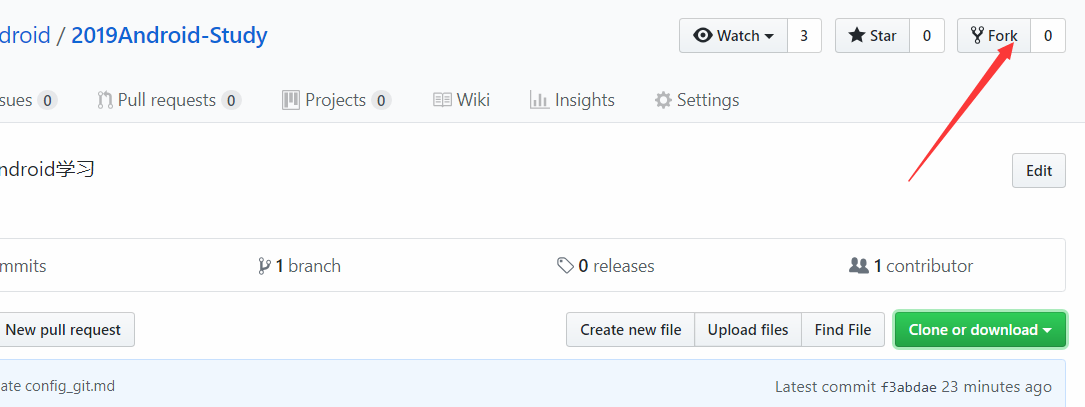 droid / 2019Android-Study Watch 3 Star 0 Fork 0
sues 0 Pull requests 0 Projects 0 Wiki Insights Settings
ndroid学习 Edit
mmits 1 branch 0 releases 1 contributor
New pull request Create new file Upload files Find File Clone or download
ate config_git.md Latest commit f3abdae 23 minutes ago